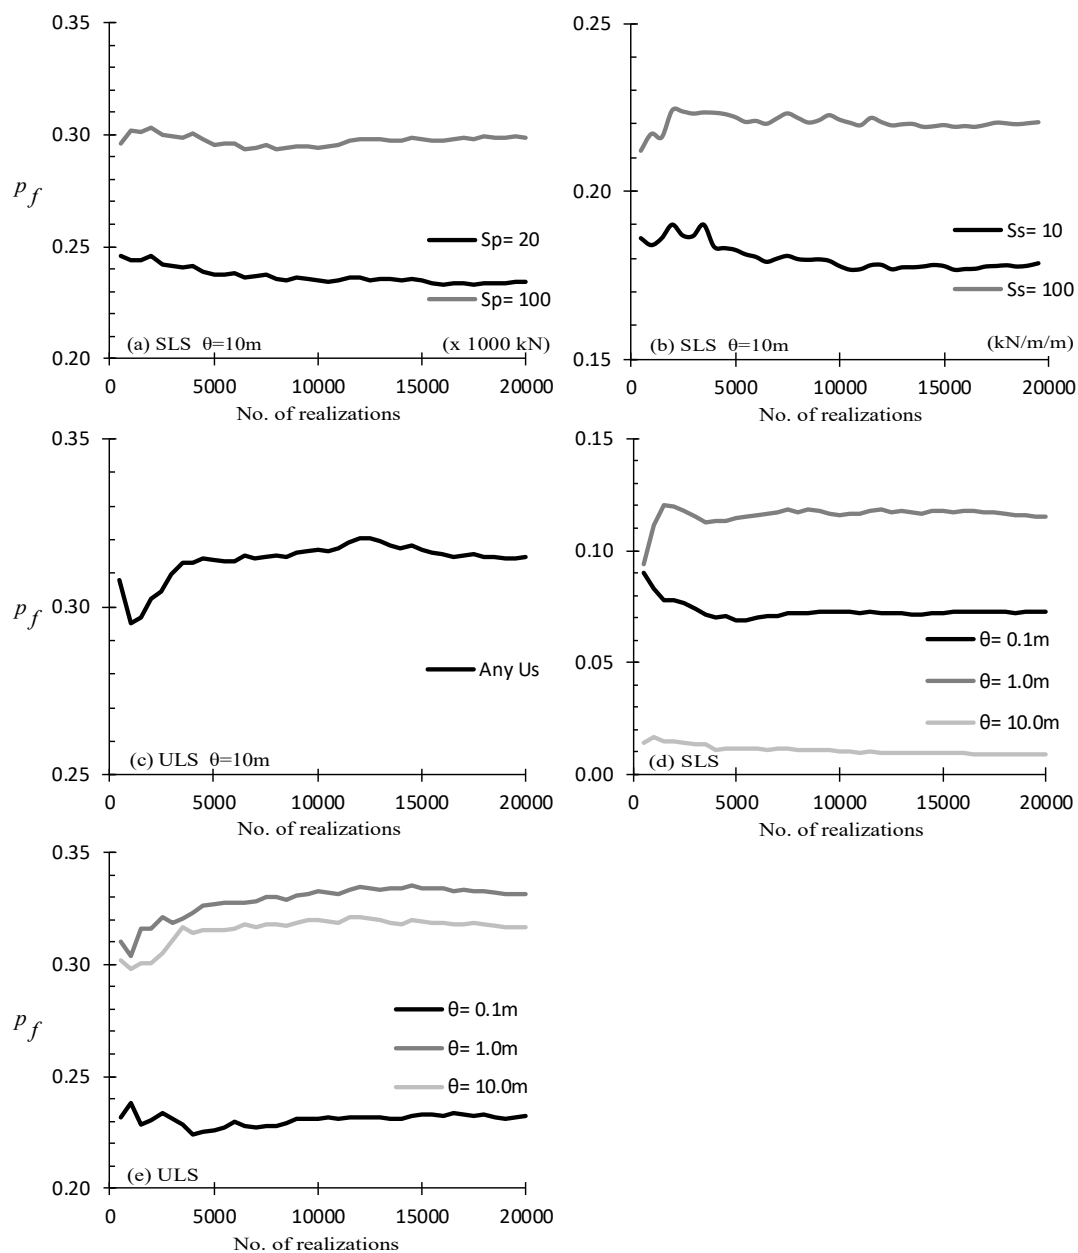 0.35
0.30
0.25
0.20
p f
Sp= 20
Sp= 100
(a) SLS θ=10m
(x 1000 kN)
0 5000 10000 15000 20000
No. of realizations
0.25
0.20
0.15
Ss= 10
Ss= 100
(b) SLS θ=10m
(kN/m/m)
0 5000 10000 15000 20000
No. of realizations
0.35
0.30
0.25
p f
Any Us
(c) ULS θ=10m
0 5000 10000 15000 20000
No. of realizations
0.15
0.10
0.05
0.00
θ= 0.1m
θ= 1.0m
θ= 10.0m
(d) SLS
0 5000 10000 15000 20000
No. of realizations
0.35
0.30
0.25
0.20
p f
θ= 0.1m
θ= 1.0m
θ= 10.0m
(e) ULS
0 5000 10000 15000 20000
No. of realizations